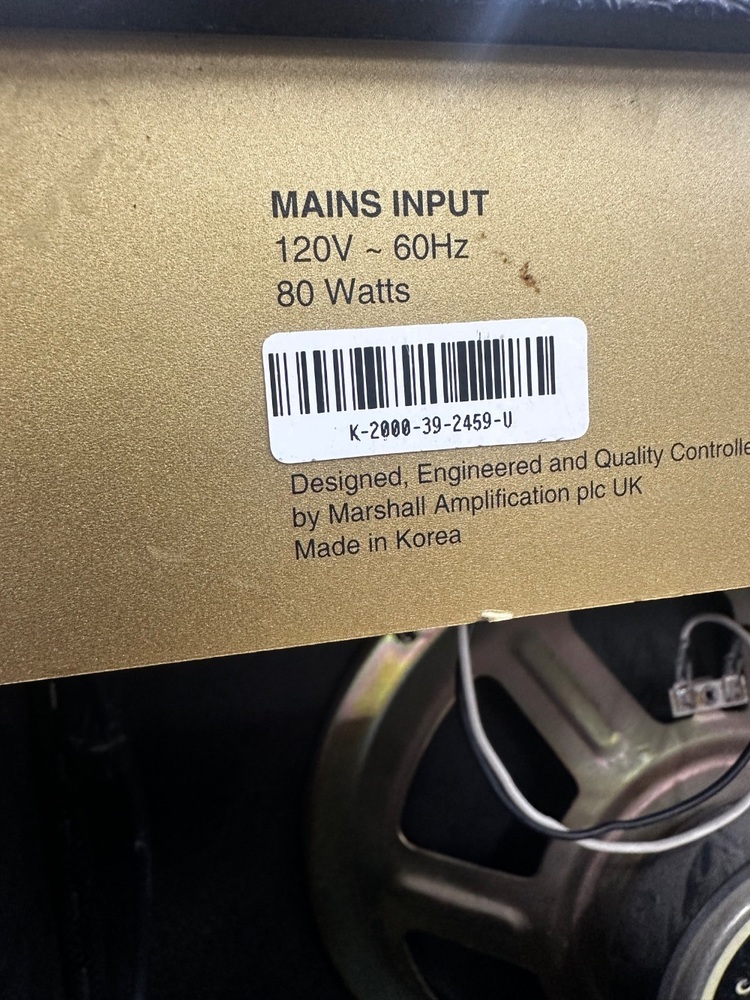 MAINS INPUT
120V ~ 60Hz
80 Watts
K-2000-39-2459-U
Designed, Engineered and Quality Controlle
by Marshall Amplification plc UK
Made in Korea